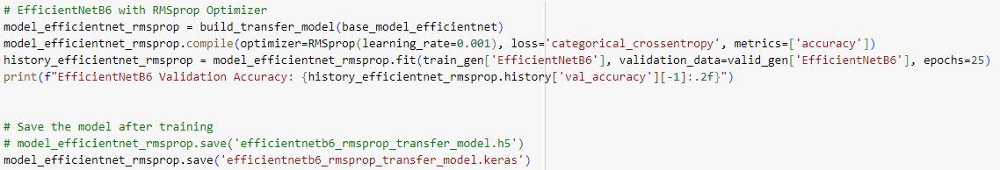 # EfficientNetB6 with RMSprop Optimizer
model_efficientnet_rmsprop = build_transfer_model(base_model_efficientnet)
model_efficientnet_rmsprop.compile(optimizer=RMSprop(learning_rate=0.001), loss='categorical_crossentropy', metrics=['accuracy'])
history_efficientnet_rmsprop = model_efficientnet_rmsprop.fit(train_gen['EfficientNetB6'], validation_data=valid_gen['EfficientNetB6'], epochs=25)
print(f"EfficientNetB6 Validation Accuracy: {history_efficientnet_rmsprop.history['val_accuracy'][-1]:.2f}")
# Save the model after training
# model_efficientnet_rmsprop.save('efficientnetb6_rmsprop_transfer_model.h5')
model_efficientnet_rmsprop.save('efficientnetb6_rmsprop_transfer_model.keras')